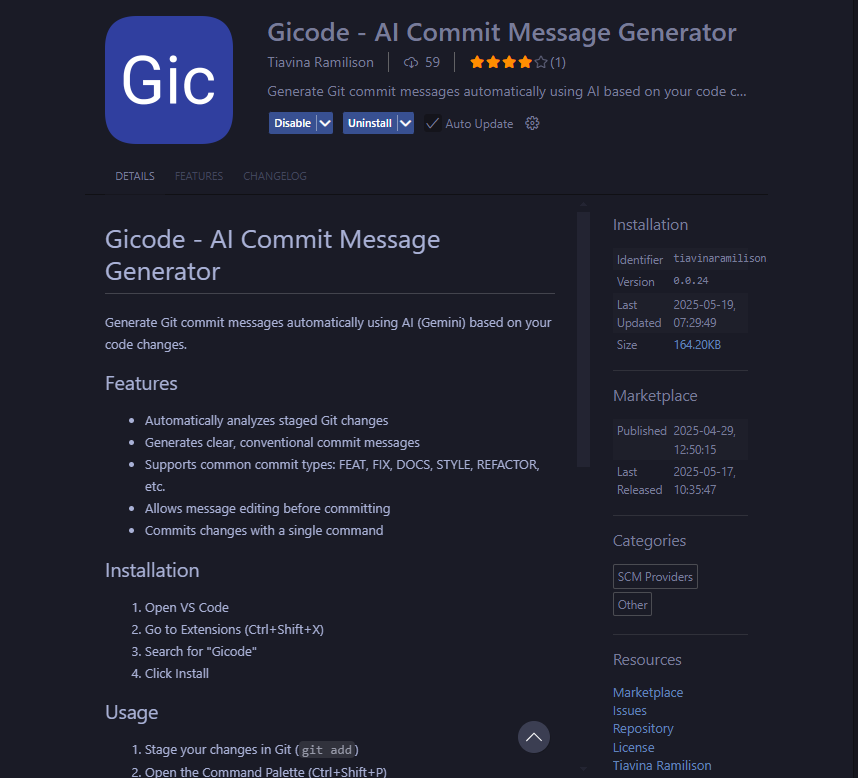 Gic
Gicode - AI Commit Message Generator
Tiavina Ramilison
59
(1)
Generate Git commit messages automatically using AI based on your code c...
Disable
Uninstall
Auto Update
DETAILS
FEATURES
CHANGELOG
Gicode - AI Commit Message
Generator
Generate Git commit messages automatically using AI (Gemini) based on your
code changes.
Features
• Automatically analyzes staged Git changes
• Generates clear, conventional commit messages
• Supports common commit types: FEAT, FIX, DOCS, STYLE, REFACTOR,
etc.
• Allows message editing before committing
• Commits changes with a single command
Installation
1. Open VS Code
2. Go to Extensions (Ctrl+Shift+X)
3. Search for "Gicode"
4. Click Install
Usage
1. Stage your changes in Git (git add)
2. Open the Command Palette (Ctrl+Shift+P)
Installation
Identifier tiavinaramilison
Version 0.0.24
Last 2025-05-19,
Updated 07:29:49
Size 164.20KB
Marketplace
Published 2025-04-29,
12:50:15
Last 2025-05-17,
Released 10:35:47
Categories
SCM Providers
Other
Resources
Marketplace
Issues
Repository
License
Tiavina Ramilison